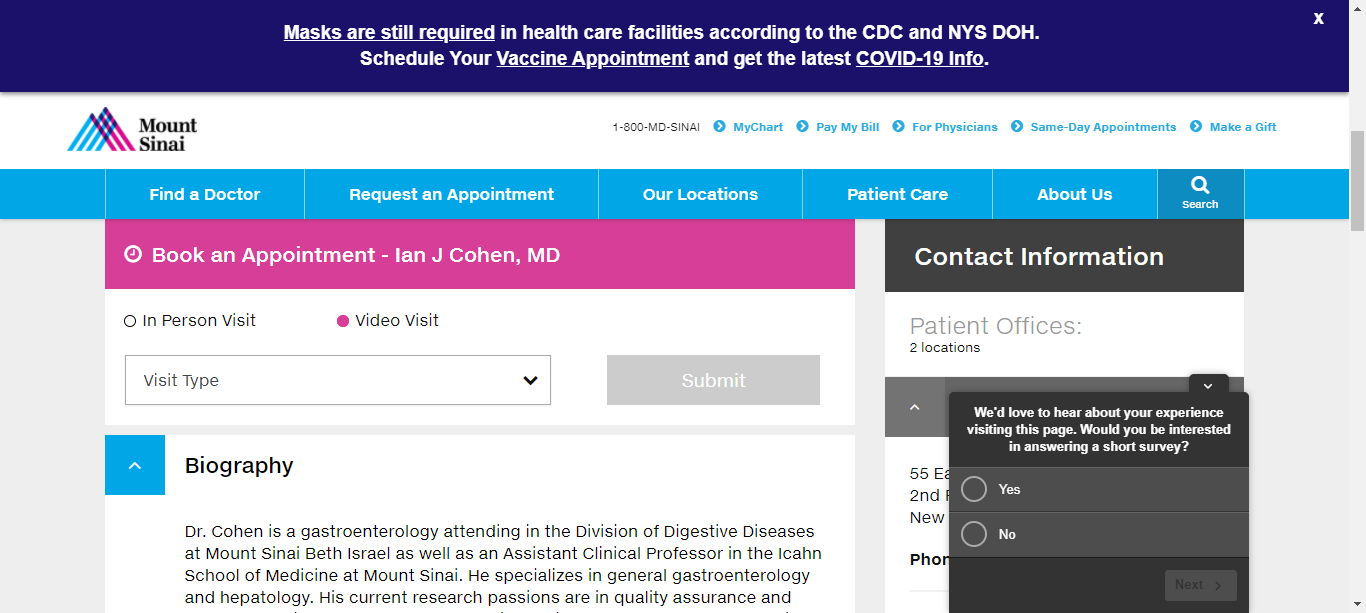 Masks are still required in health care facilities according to the CDC and NYS DOH.
Schedule Your Vaccine Appointment and get the latest COVID-19 Info.
X
Mount
Sinai
1-800-MD-SINAI MyChart Pay My Bill For Physicians Same-Day Appointments Make a Gift
Find a Doctor Request an Appointment Our Locations Patient Care About Us Search
Book an Appointment - Ian J Cohen, MD
In Person Visit Video Visit
Visit Type Submit
Biography
Dr. Cohen is a gastroenterology attending in the Division of Digestive Diseases
at Mount Sinai Beth Israel as well as an Assistant Clinical Professor in the Icahn
School of Medicine at Mount Sinai. He specializes in general gastroenterology
and hepatology. His current research passions are in quality assurance and
Contact Information
Patient Offices:
2 locations
55
2nd
New
We'd love to hear about your experience
visiting this page. Would you be interested
in answering a short survey?
Yes
No
Next